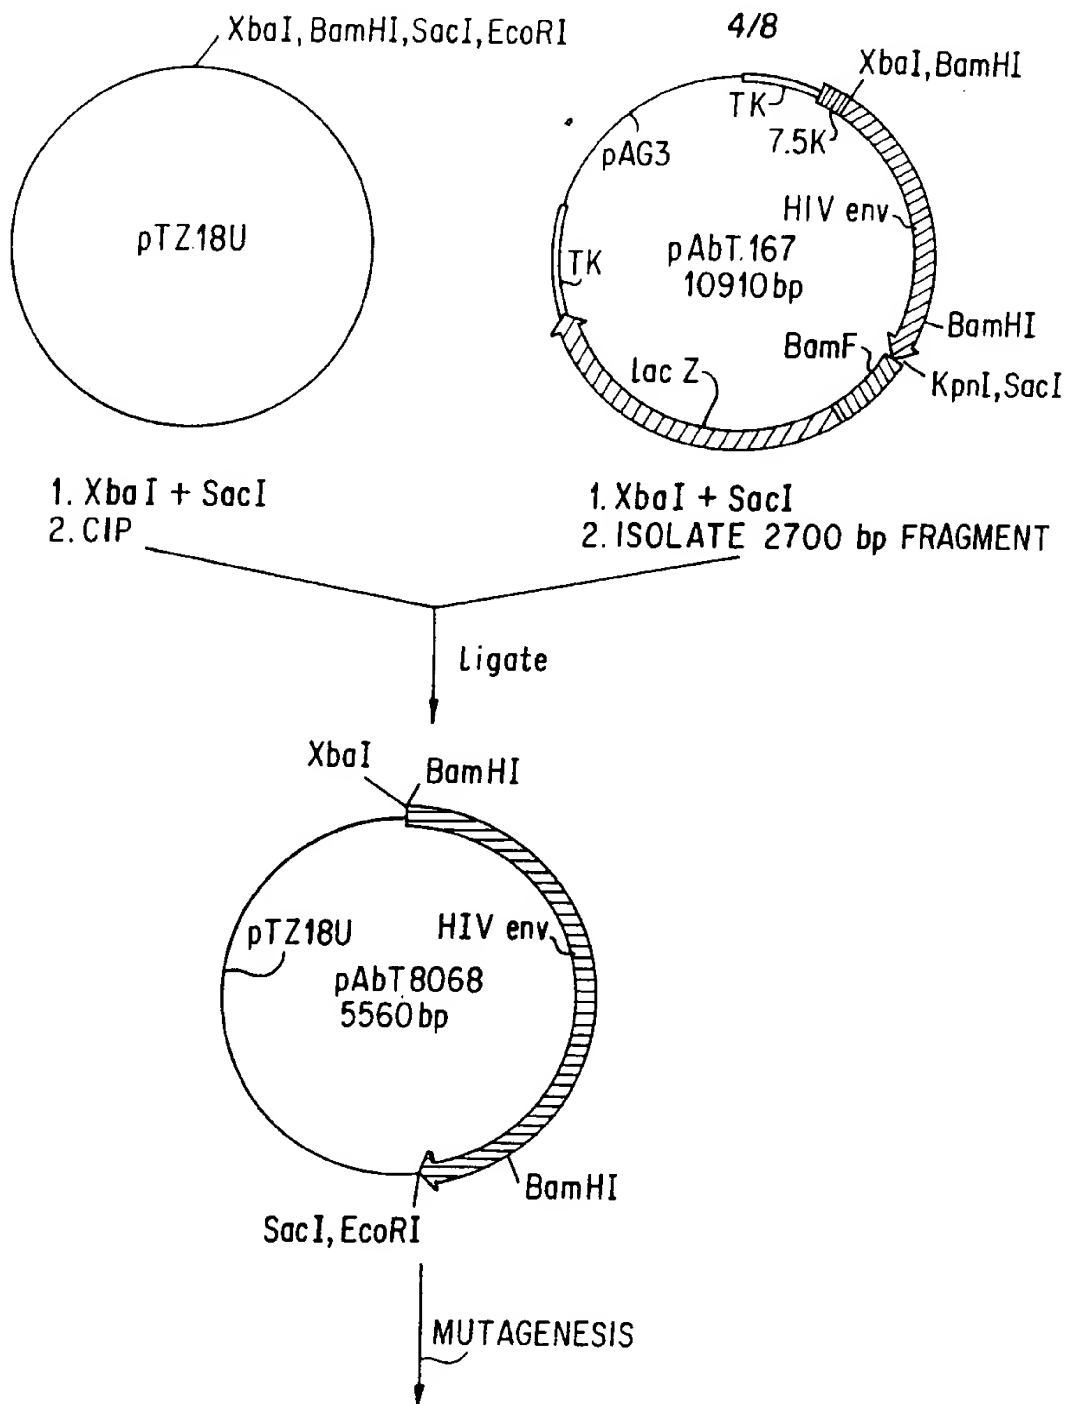 4/8
XbaI, BamHI, SacI, EcoRI
pTZ18U
XbaI, BamHI
TK
7.5K
pAG3
HIV env
pAbT.167
10910 bp
TK
BamHI
BamF
lac Z
KpnI, SacI
1. XbaI + SacI
2. CIP
1. XbaI + SacI
2. ISOLATE 2700 bp FRAGMENT
Ligate
XbaI
BamHI
HIV env
pTZ18U
pAbT8068
5560 bp
BamHI
SacI, EcoRI
MUTAGENESIS